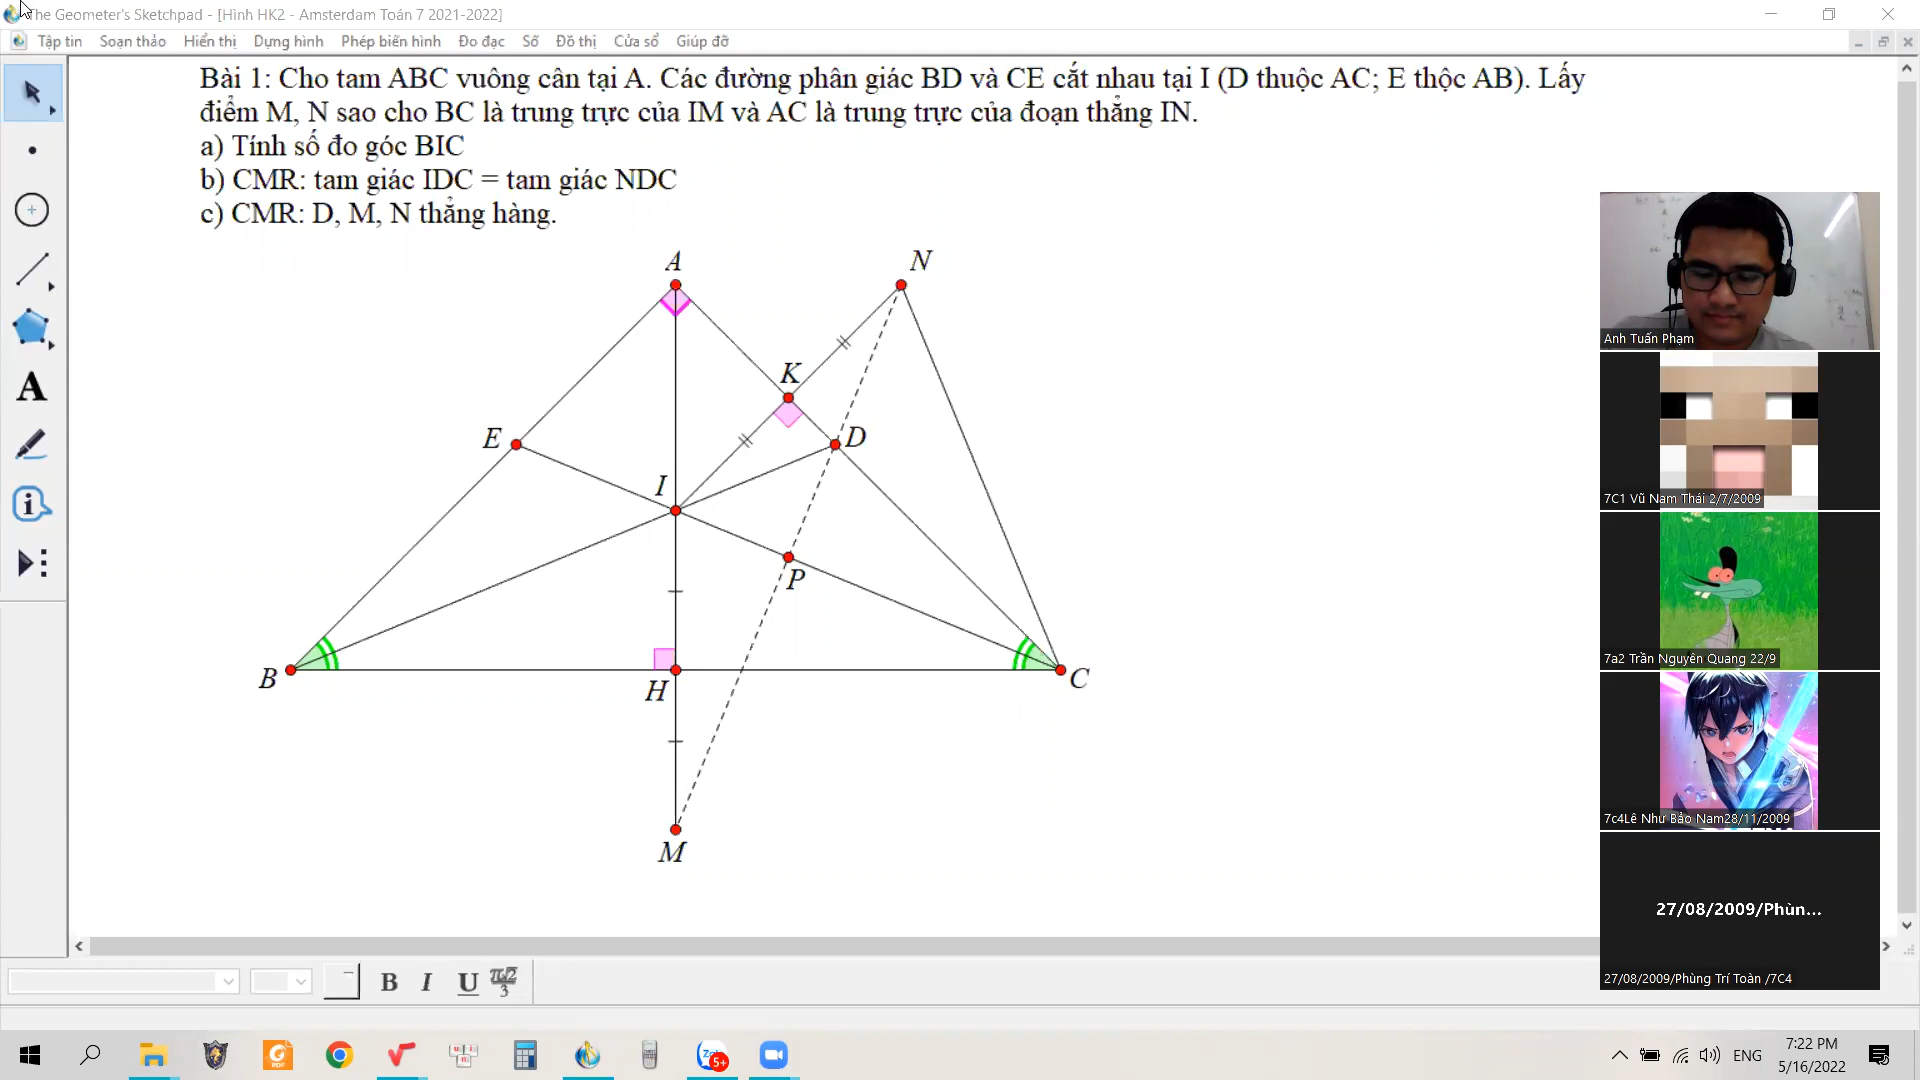 The Geometer's Sketchpad - [Hình HK2 - Amsterdam Toán 7 2021-2022]
Tập tin Soạn thảo Hiển thị Dựng hình Phép biến hình Đo đạc Số Đồ thị Cửa sổ Giúp đỡ
Bài 1: Cho tam ABC vuông cân tại A. Các đường phân giác BD và CE cắt nhau tại I (D thuộc AC; E thộc AB). Lấy
điểm M, N sao cho BC là trung trực của IM và AC là trung trực của đoạn thẳng IN.
a) Tính số đo góc BIC
b) CMR: tam giác IDC = tam giác NDC
c) CMR: D, M, N thẳng hàng.
A
N
K
E
D
I
P
B
H
C
M
Anh Tuấn Phạm
7C1 Vũ Nam Thái 2/7/2009
7a2 Trần Nguyên Quang 22/9
7c4Lê Như Bảo Nam28/11/2009
27/08/2009/Phùn...
27/08/2009/Phùng Trí Toàn /7C4
A
B I U π√2/3
5+
ENG
7:22 PM
5/16/2022